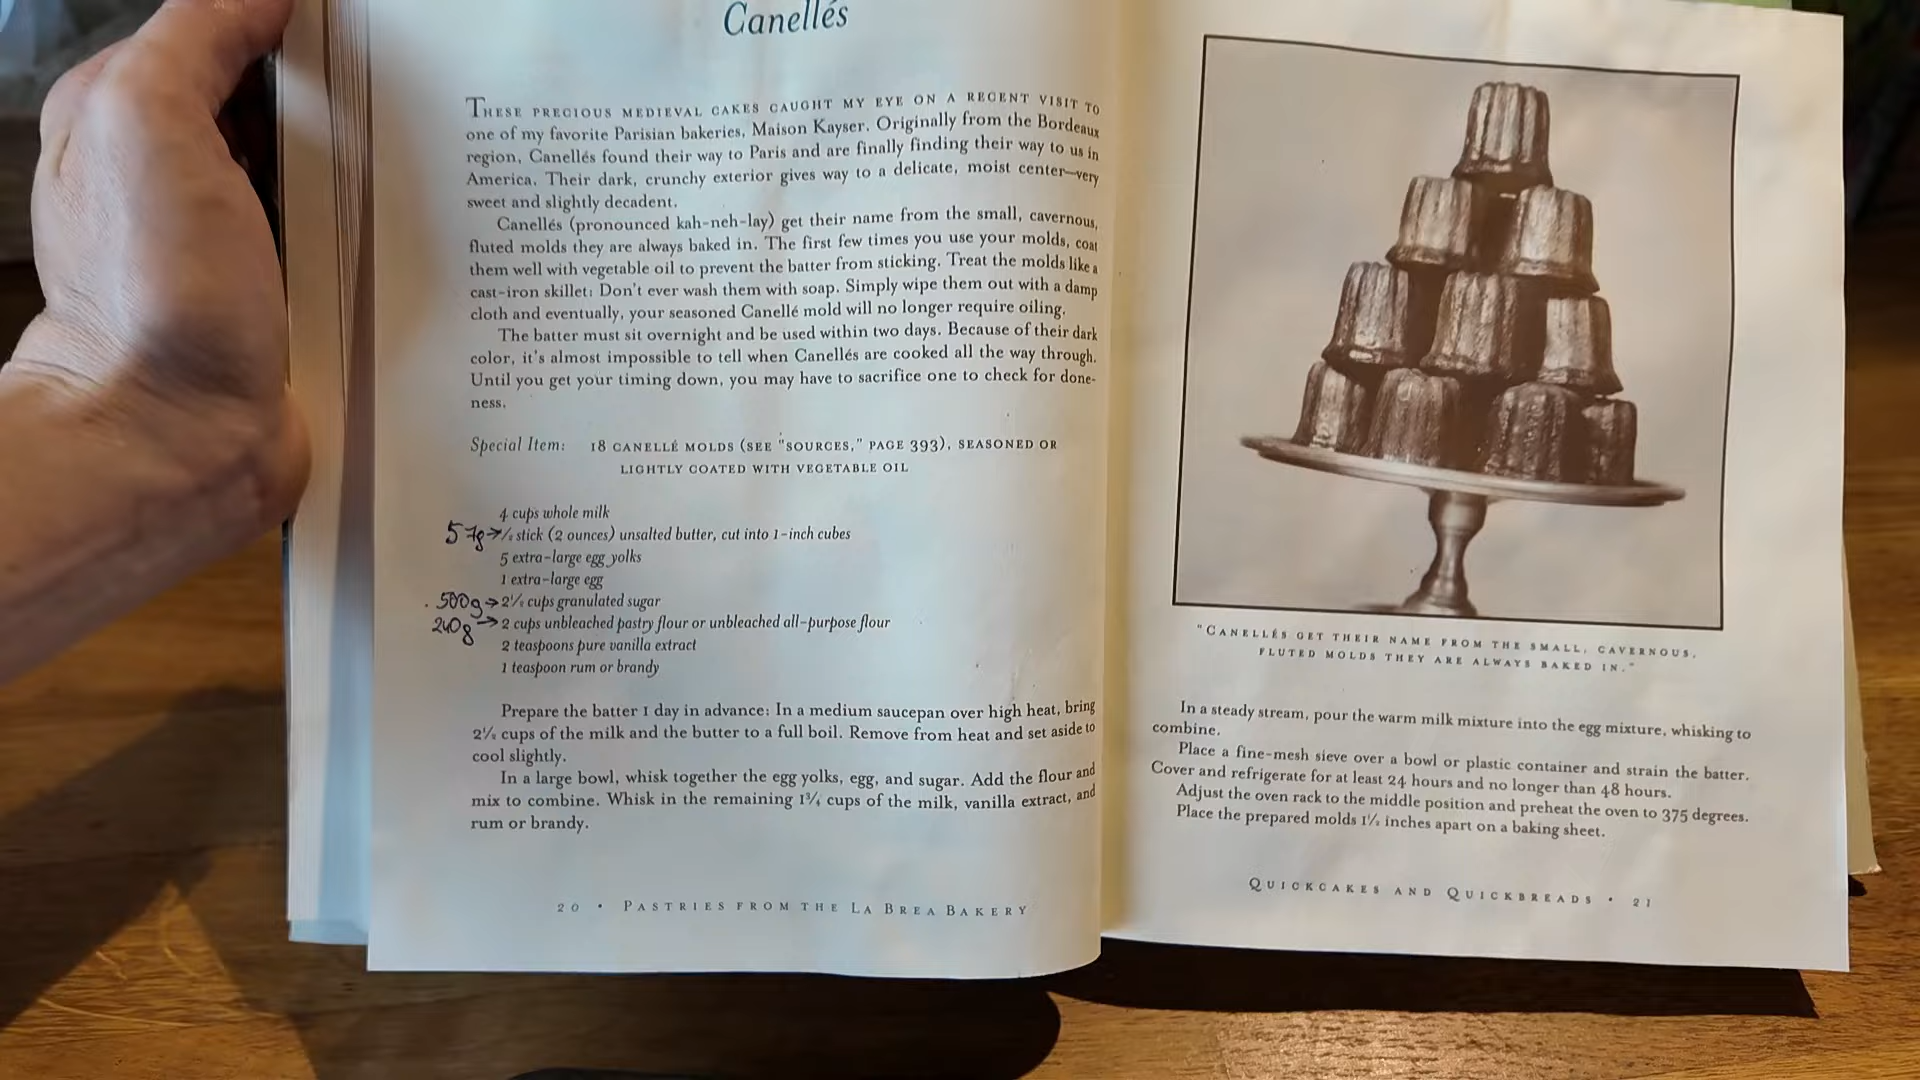 Canellés
These precious medieval cakes caught my eye on a recent visit to
one of my favorite Parisian bakeries, Maison Kayser. Originally from the Bordeaux
region, Canellés found their way to Paris and are finally finding their way to us in
America. Their dark, crunchy exterior gives way to a delicate, moist center—very
sweet and slightly decadent.
Canellés (pronounced kah-neh-lay) get their name from the small, cavernous,
fluted molds they are always baked in. The first few times you use your molds, coat
them well with vegetable oil to prevent the batter from sticking. Treat the molds like a
cast-iron skillet: Don't ever wash them with soap. Simply wipe them out with a damp
cloth and eventually, your seasoned Canellé mold will no longer require oiling.
The batter must sit overnight and be used within two days. Because of their dark
color, it's almost impossible to tell when Canellés are cooked all the way through.
Until you get your timing down, you may have to sacrifice one to check for done-
ness.
Special Item: 18 canellé molds (see "Sources," page 393), seasoned or
lightly coated with vegetable oil
4 cups whole milk
57g→ ½ stick (2 ounces) unsalted butter, cut into 1-inch cubes
5 extra-large egg yolks
1 extra-large egg
500g→ 2½ cups granulated sugar
240g→ 2 cups unbleached pastry flour or unbleached all-purpose flour
2 teaspoons pure vanilla extract
1 teaspoon rum or brandy
Prepare the batter 1 day in advance: In a medium saucepan over high heat, bring
2½ cups of the milk and the butter to a full boil. Remove from heat and set aside to
cool slightly.
In a large bowl, whisk together the egg yolks, egg, and sugar. Add the flour and
mix to combine. Whisk in the remaining 1¾ cups of the milk, vanilla extract, and
rum or brandy.
20 • Pastries from the La Brea Bakery
"Canellés get their name from the small, cavernous,
fluted molds they are always baked in."
In a steady stream, pour the warm milk mixture into the egg mixture, whisking to
combine.
Place a fine-mesh sieve over a bowl or plastic container and strain the batter.
Cover and refrigerate for at least 24 hours and no longer than 48 hours.
Adjust the oven rack to the middle position and preheat the oven to 375 degrees.
Place the prepared molds 1½ inches apart on a baking sheet.
Quickcakes and Quickbreads • 21